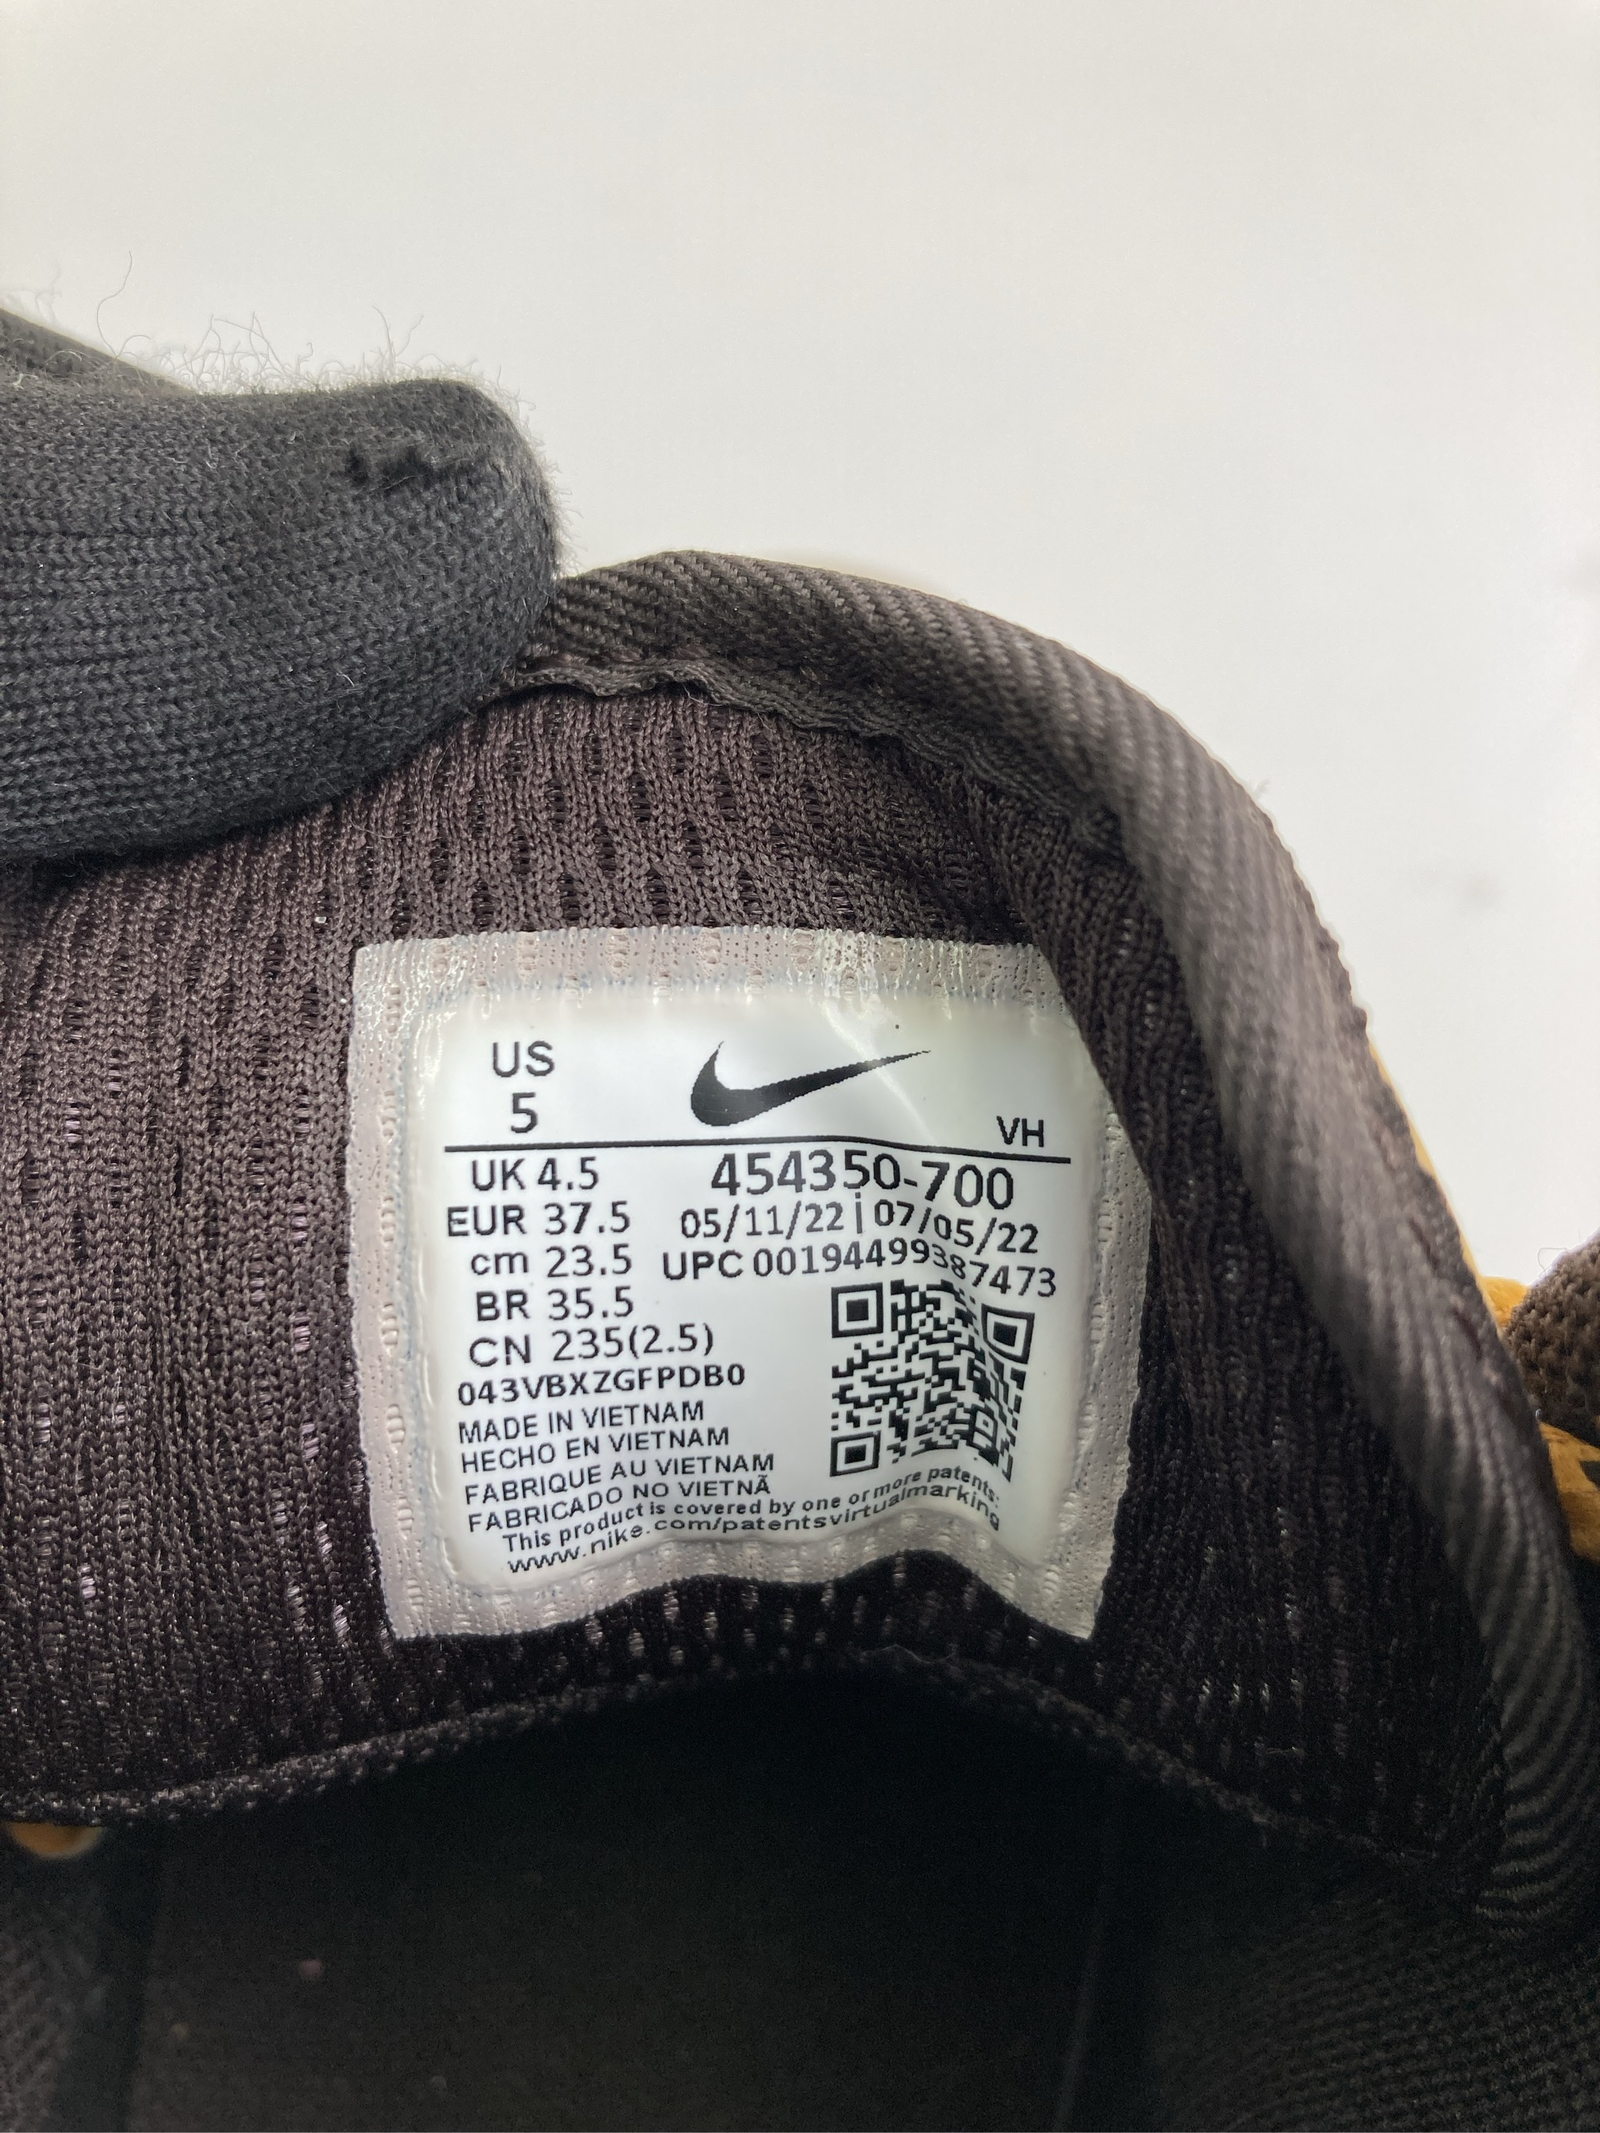 US
5
VH
UK 4.5
EUR 37.5
cm 23.5
BR 35.5
CN 235(2.5)
454350-700
05/11/22 | 07/05/22
UPC 00194499387473
043VBXZGFPDB0
MADE IN VIETNAM
HECHO EN VIETNAM
FABRIQUE AU VIETNAM
FABRICADO NO VIETNÃ
This product is covered by one or more patents:
www.nike.com/patentsvirtualmarking